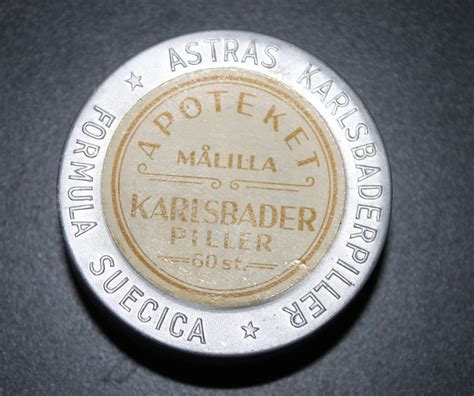 ASTRAS KARLSBADERPILLER
FORMULA SUECICA
APOTEKET
MÅLILLA
KARLSBADER
PILLER
60 st.